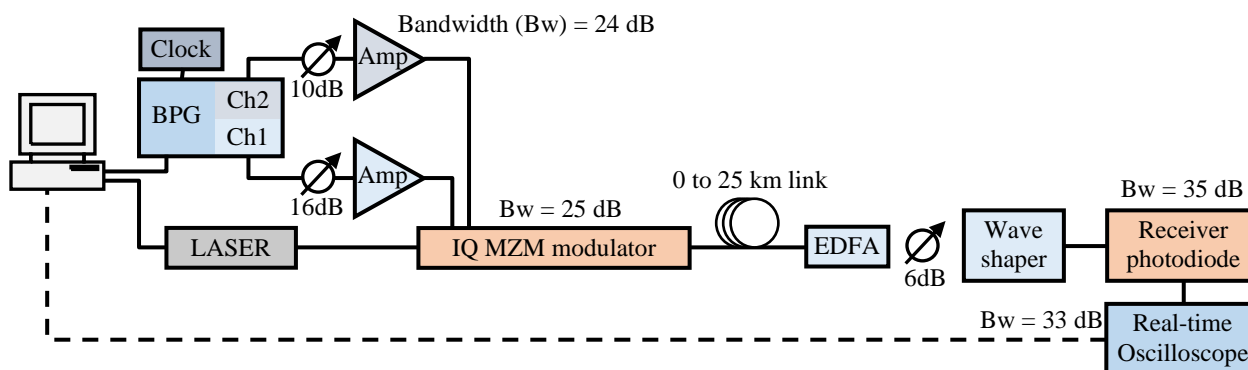 Bandwidth (Bw) = 24 dB
Clock
Amp
10dB
BPG
Ch2
Ch1
Amp
16dB
0 to 25 km link
Bw = 25 dB
Bw = 35 dB
LASER
IQ MZM modulator
EDFA
6dB
Wave
shaper
Receiver
photodiode
Bw = 33 dB
Real-time
Oscilloscope